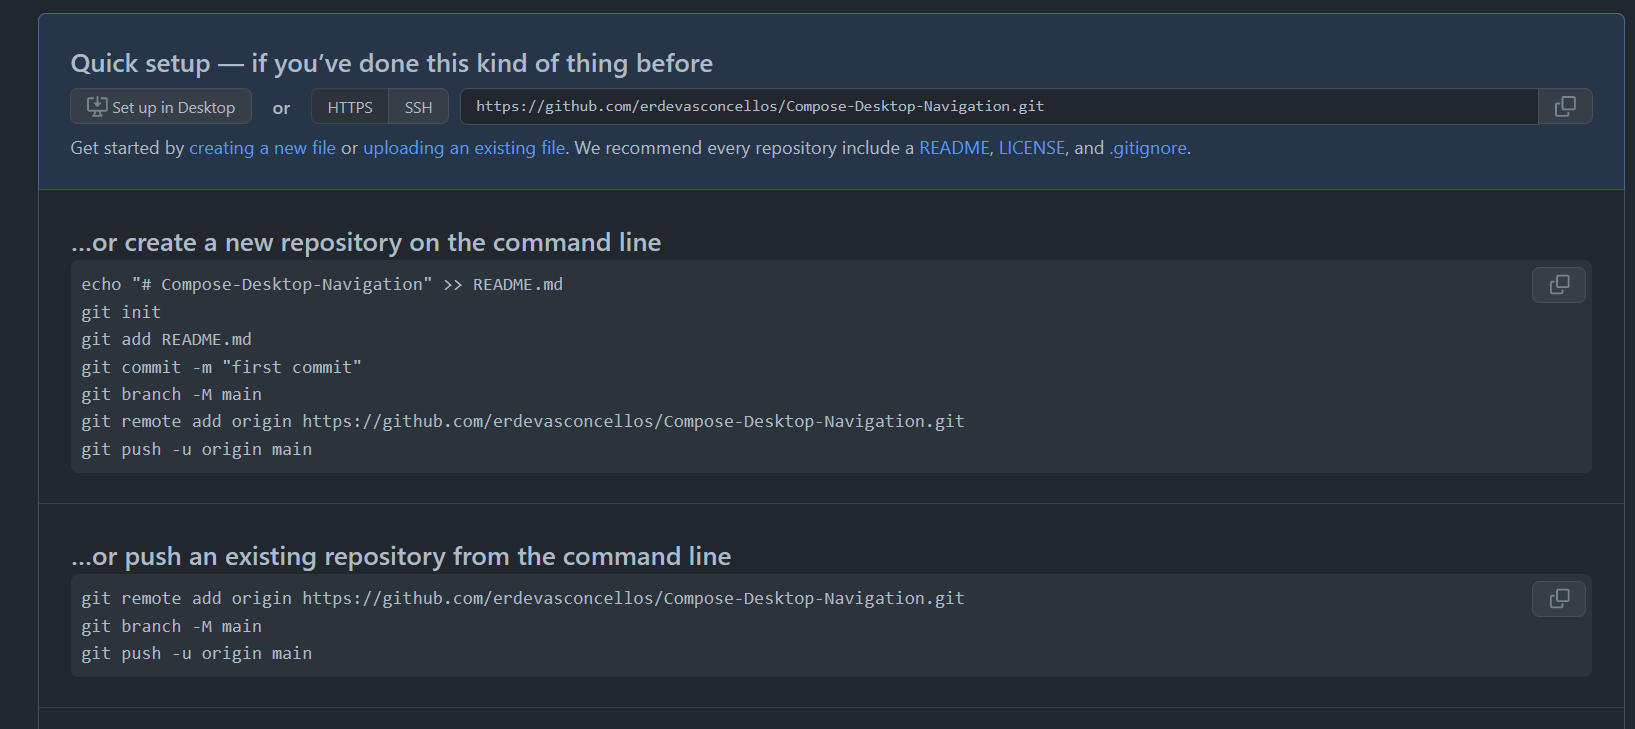 Quick setup — if you’ve done this kind of thing before
Set up in Desktop or HTTPS SSH https://github.com/erdevasconcellos/Compose-Desktop-Navigation.git
Get started by creating a new file or uploading an existing file. We recommend every repository include a README, LICENSE, and .gitignore.
…or create a new repository on the command line
echo "# Compose-Desktop-Navigation" >> README.md
git init
git add README.md
git commit -m "first commit"
git branch -M main
git remote add origin https://github.com/erdevasconcellos/Compose-Desktop-Navigation.git
git push -u origin main
…or push an existing repository from the command line
git remote add origin https://github.com/erdevasconcellos/Compose-Desktop-Navigation.git
git branch -M main
git push -u origin main